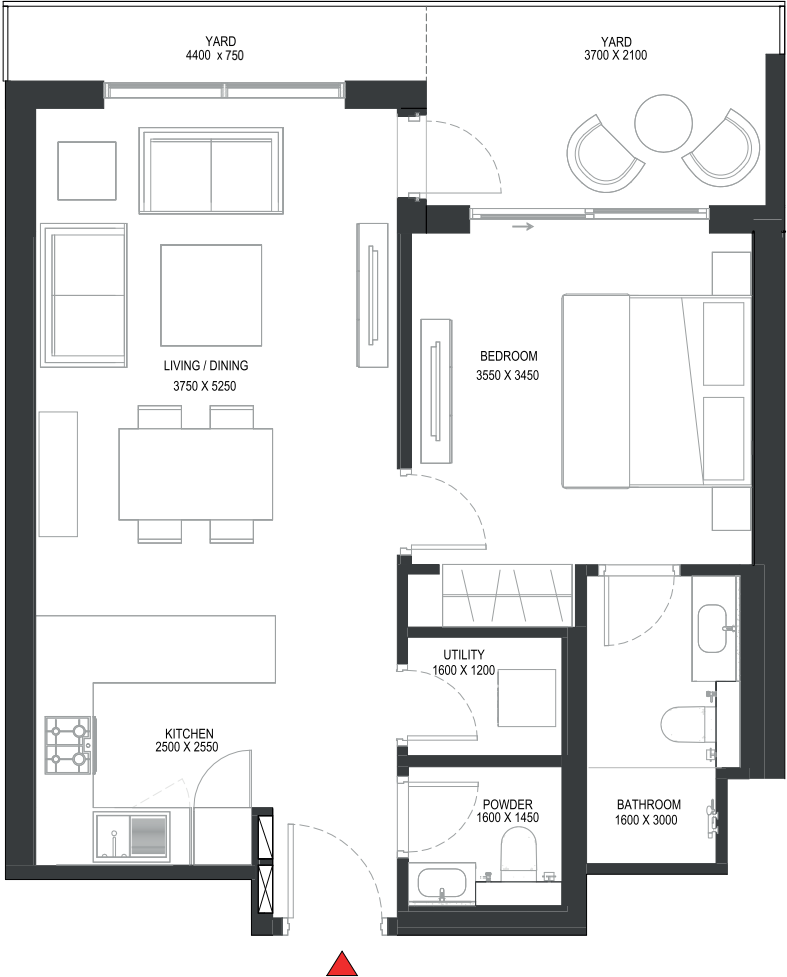 YARD
4400 x 750
YARD
3700 X 2100
LIVING / DINING
3750 X 5250
BEDROOM
3550 X 3450
UTILITY
1600 X 1200
KITCHEN
2500 X 2550
POWDER
1600 X 1450
BATHROOM
1600 X 3000